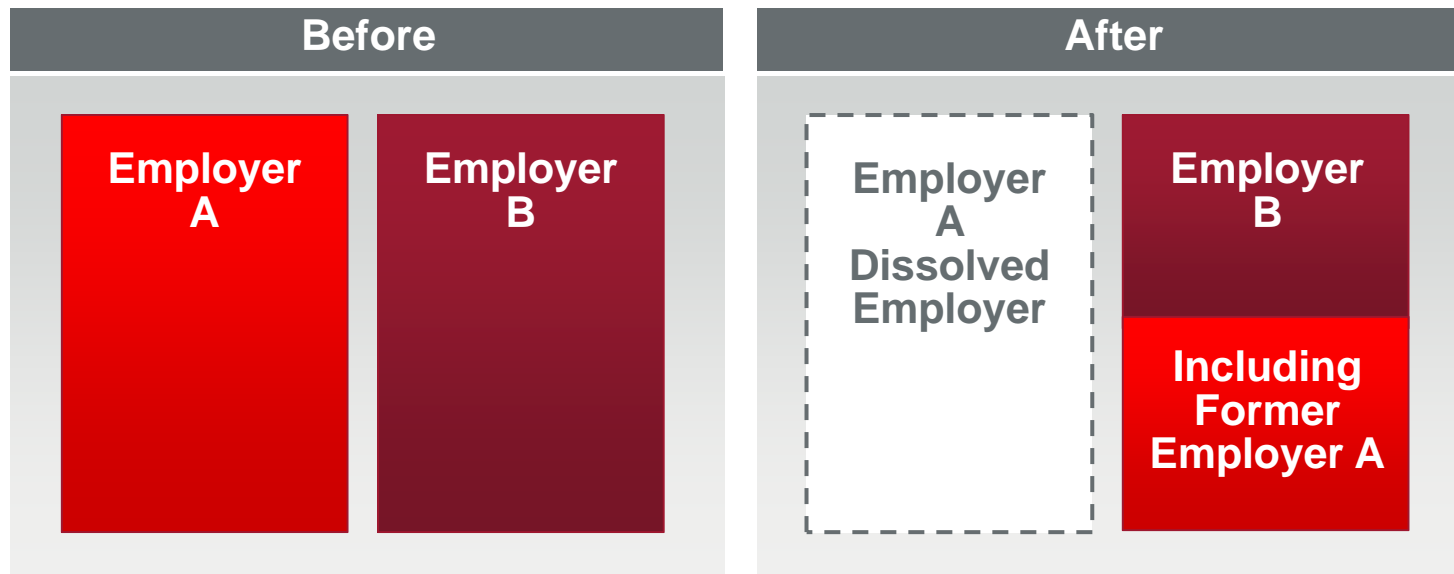 Before
Employer
A
Employer
B
After
Employer
A
Dissolved
Employer
Employer
B
Including
Former
Employer A